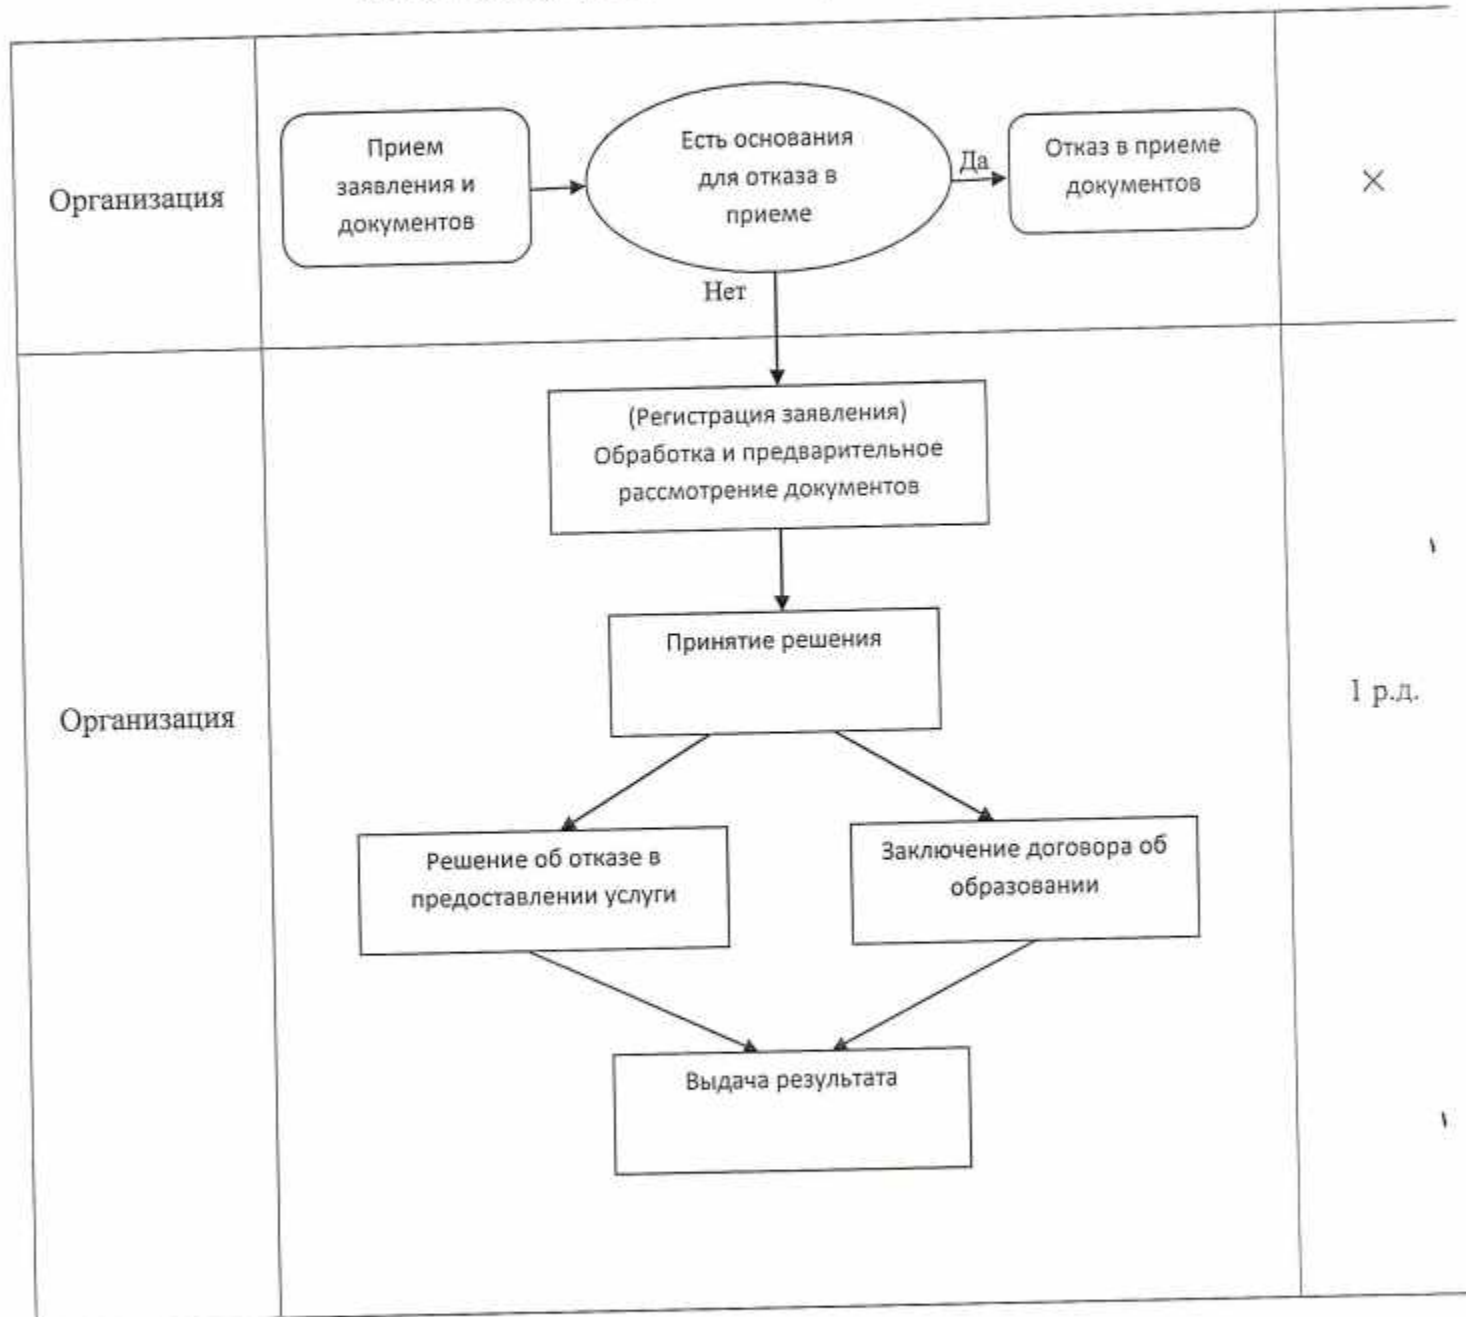 Организация
Прием
заявления и
документов
Есть основания
для отказа в
приеме
Да
Отказ в приеме
документов
×
Нет
Организация
(Регистрация заявления)
Обработка и предварительное
рассмотрение документов
Принятие решения
1 р.д.
Решение об отказе в
предоставлении услуги
Заключение договора об
образовании
Выдача результата